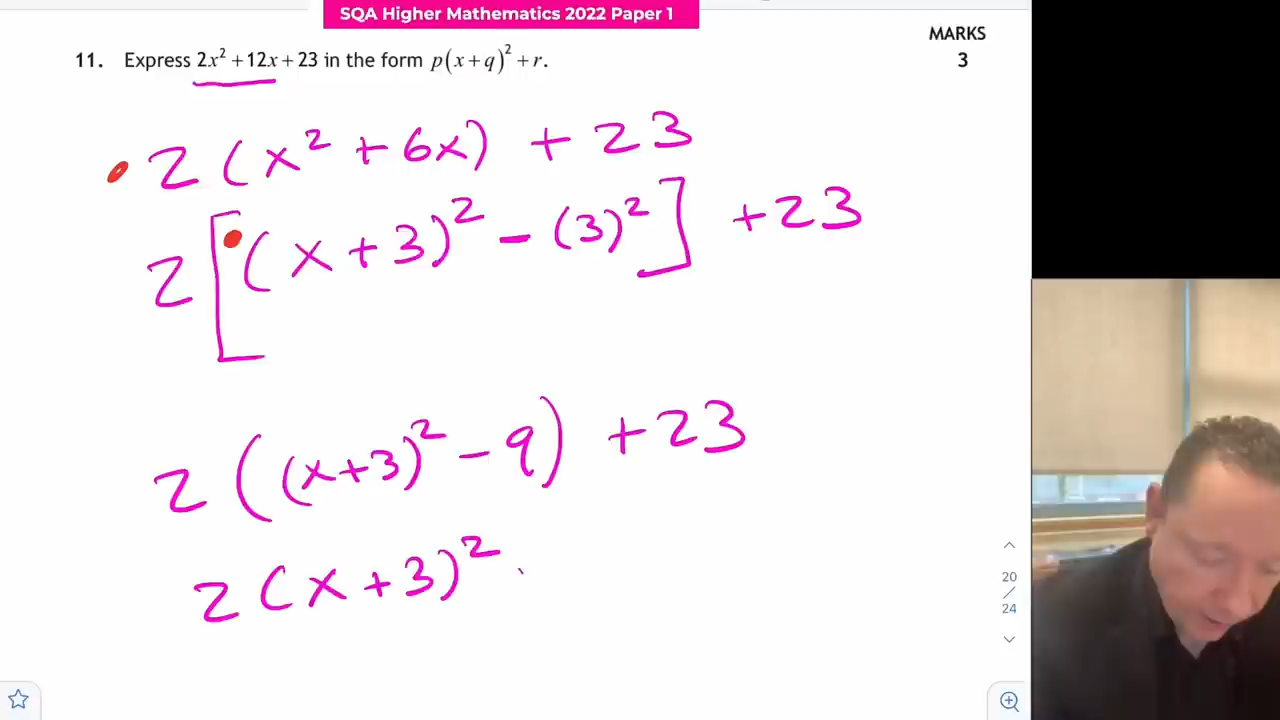 SQA Higher Mathematics 2022 Paper 1
MARKS
11. Express 2x² + 12x + 23 in the form p(x + q)² + r. 3
2(x² + 6x) + 23
2[(x + 3)² - (3)²] + 23
2((x+3)² - 9) + 23
2(x+3)²
20
/
24